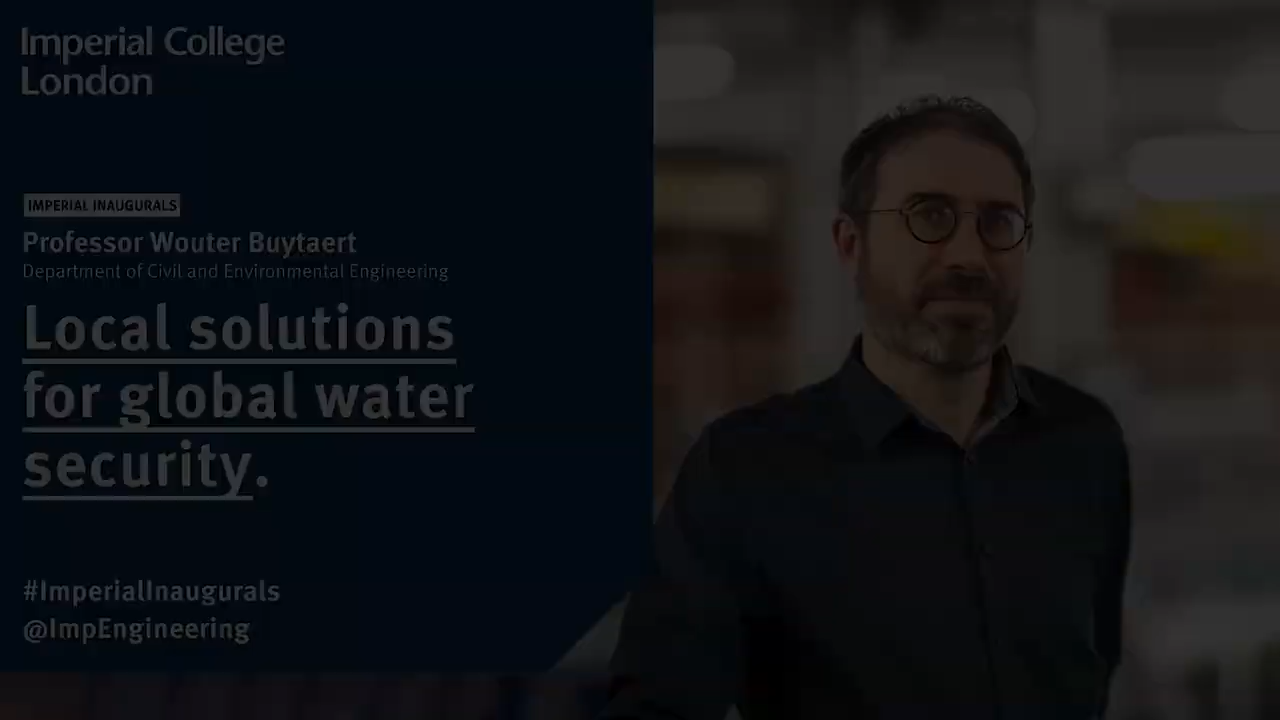 Imperial College
London
IMPERIAL INAUGURALS
Professor Wouter Buytaert
Department of Civil and Environmental Engineering
Local solutions
for global water
security.
#ImperialInaugurals
@ImpEngineering